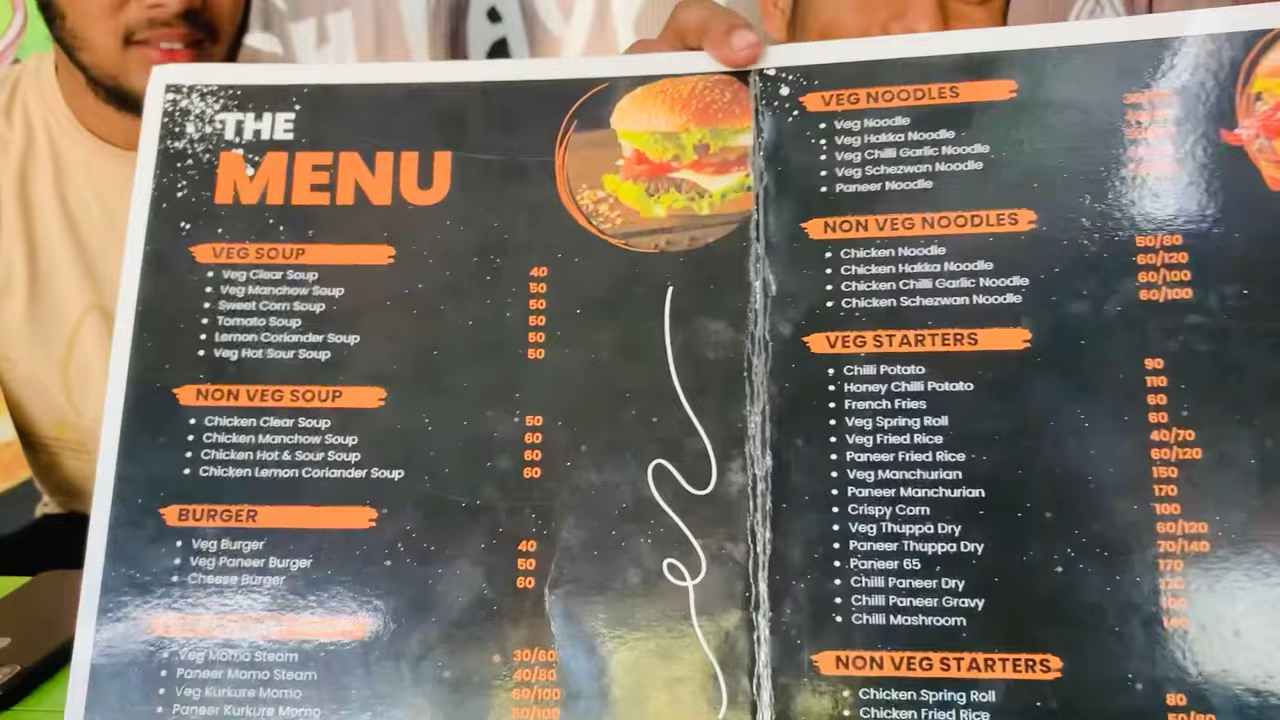 THE
MENU
VEG SOUP
Veg Clear Soup 40
Veg Manchow Soup 50
Sweet Corn Soup 50
Tomato Soup 50
Lemon Coriander Soup 50
Veg Hot Sour Soup 50
NON VEG SOUP
Chicken Clear Soup 50
Chicken Manchow Soup 60
Chicken Hot & Sour Soup 60
Chicken Lemon Coriander Soup 60
BURGER
Veg Burger 40
Veg Paneer Burger 50
Cheese Burger 60
Veg Momo Steam 30/60
Paneer Momo Steam 40/80
Veg Kurkure Momo 60/100
Paneer Kurkure Momo 60/100
VEG NOODLES
Veg Noodle
Veg Hakka Noodle
Veg Chilli Garlic Noodle
Veg Schezwan Noodle
Paneer Noodle
NON VEG NOODLES
Chicken Noodle 50/80
Chicken Hakka Noodle 60/120
Chicken Chilli Garlic Noodle 60/100
Chicken Schezwan Noodle 60/100
VEG STARTERS
Chilli Potato 90
Honey Chilli Potato 110
French Fries 60
Veg Spring Roll 60
Veg Fried Rice 40/70
Paneer Fried Rice 60/120
Veg Manchurian 150
Paneer Manchurian 170
Crispy Corn 100
Veg Thuppa Dry 60/120
Paneer Thuppa Dry 70/140
Paneer 65 170
Chilli Paneer Dry
Chilli Paneer Gravy
Chilli Mashroom
NON VEG STARTERS
Chicken Spring Roll 80
Chicken Fried Rice